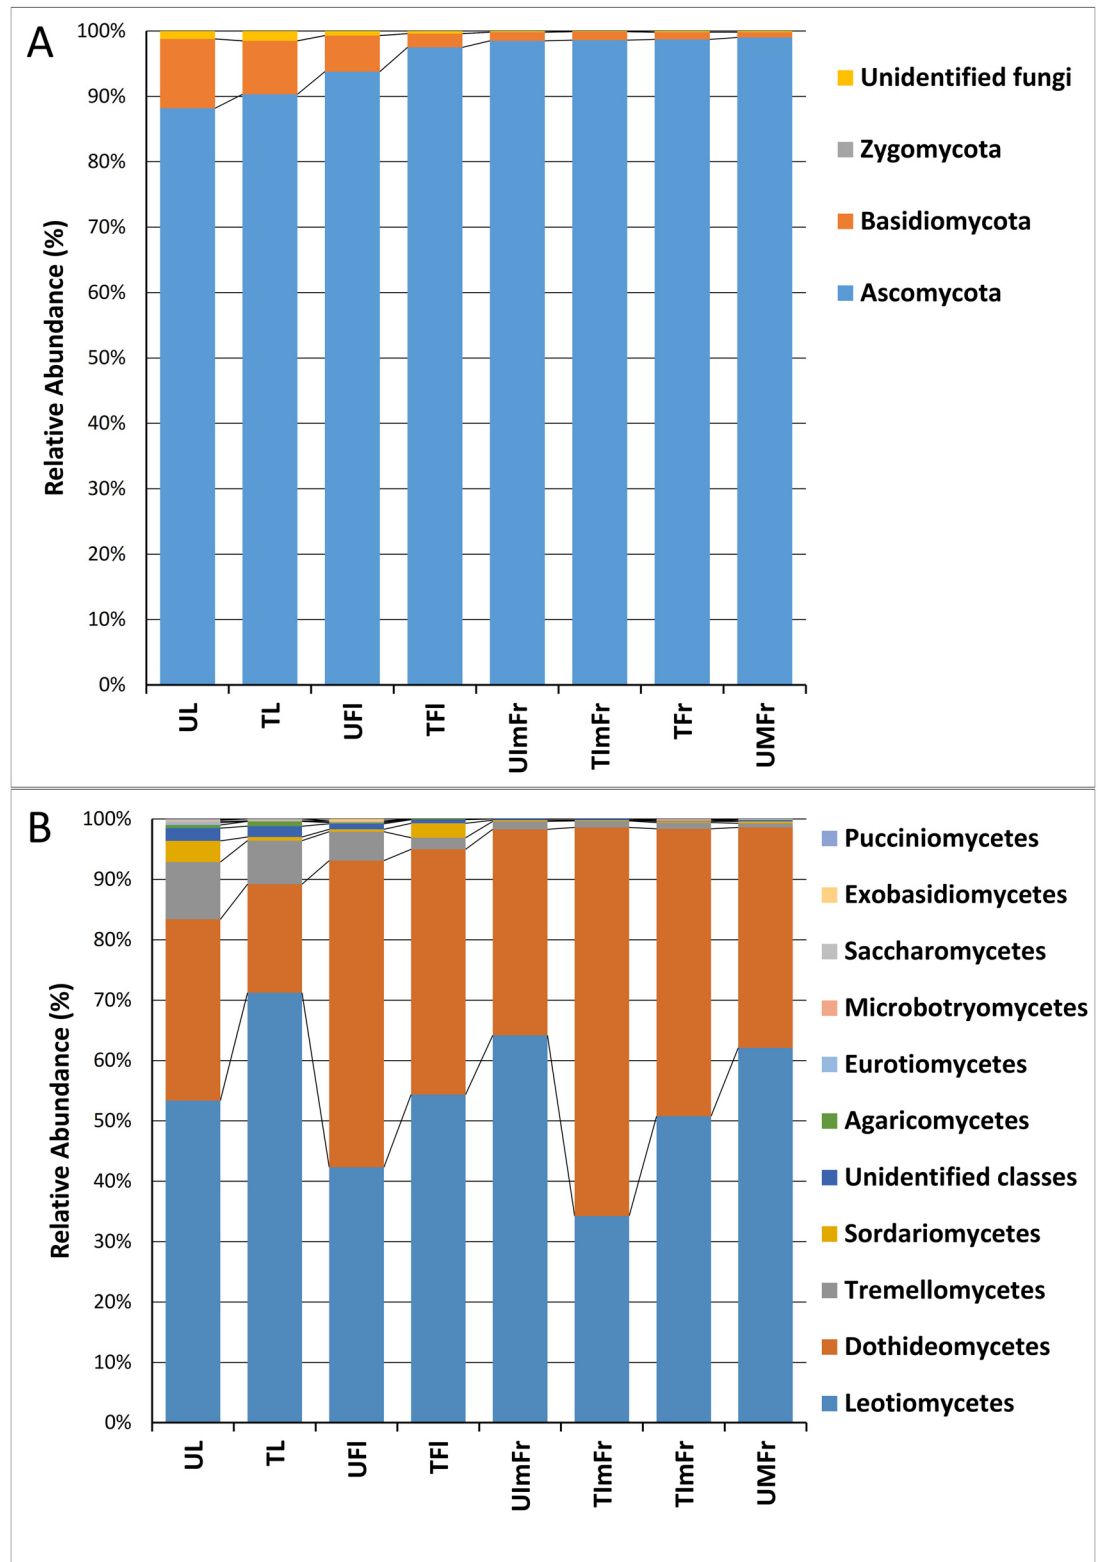 A
100%
90%
80%
70%
60%
50%
40%
30%
20%
10%
0%
Relative Abundance (%)
UL
TL
UFl
TFl
UImFr
TImFr
TFr
UMFr
Unidentified fungi
Zygomycota
Basidiomycota
Ascomycota
B
100%
90%
80%
70%
60%
50%
40%
30%
20%
10%
0%
Relative Abundance (%)
UL
TL
UFl
TFl
UImFr
TImFr
TImFr
UMFr
Pucciniomycetes
Exobasidiomycetes
Saccharomycetes
Microbotryomycetes
Eurotiomycetes
Agaricomycetes
Unidentified classes
Sordariomycetes
Tremellomycetes
Dothideomycetes
Leotiomycetes